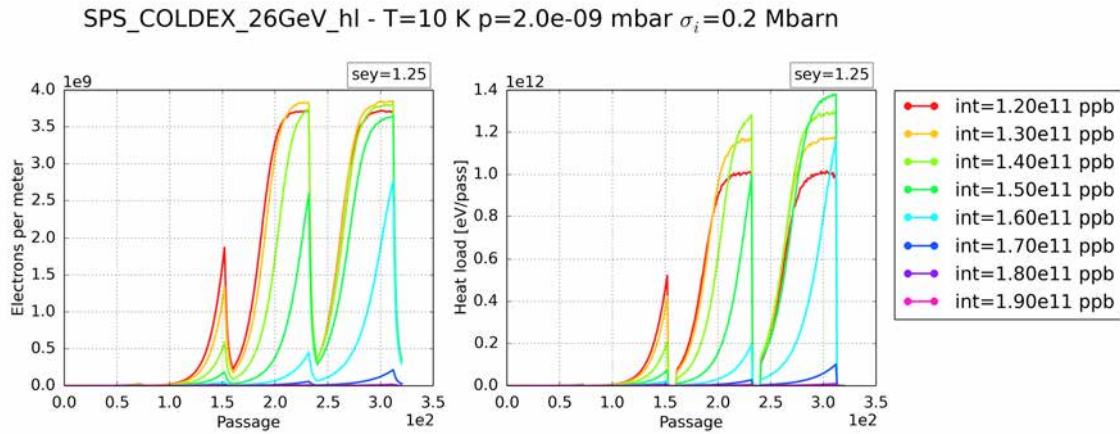 SPS_COLDEX_26GeV_hl - T=10 K p=2.0e-09 mbar σi=0.2 Mbarn
1e9
sey=1.25
4.0
3.5
3.0
2.5
2.0
1.5
1.0
0.5
0.0
Electrons per meter
0.0 0.5 1.0 1.5 2.0 2.5 3.0 3.5
Passage
1e2
1e12
sey=1.25
1.4
1.2
1.0
0.8
0.6
0.4
0.2
0.0
Heat load [eV/pass]
0.0 0.5 1.0 1.5 2.0 2.5 3.0 3.5
Passage
1e2
int=1.20e11 ppb
int=1.30e11 ppb
int=1.40e11 ppb
int=1.50e11 ppb
int=1.60e11 ppb
int=1.70e11 ppb
int=1.80e11 ppb
int=1.90e11 ppb